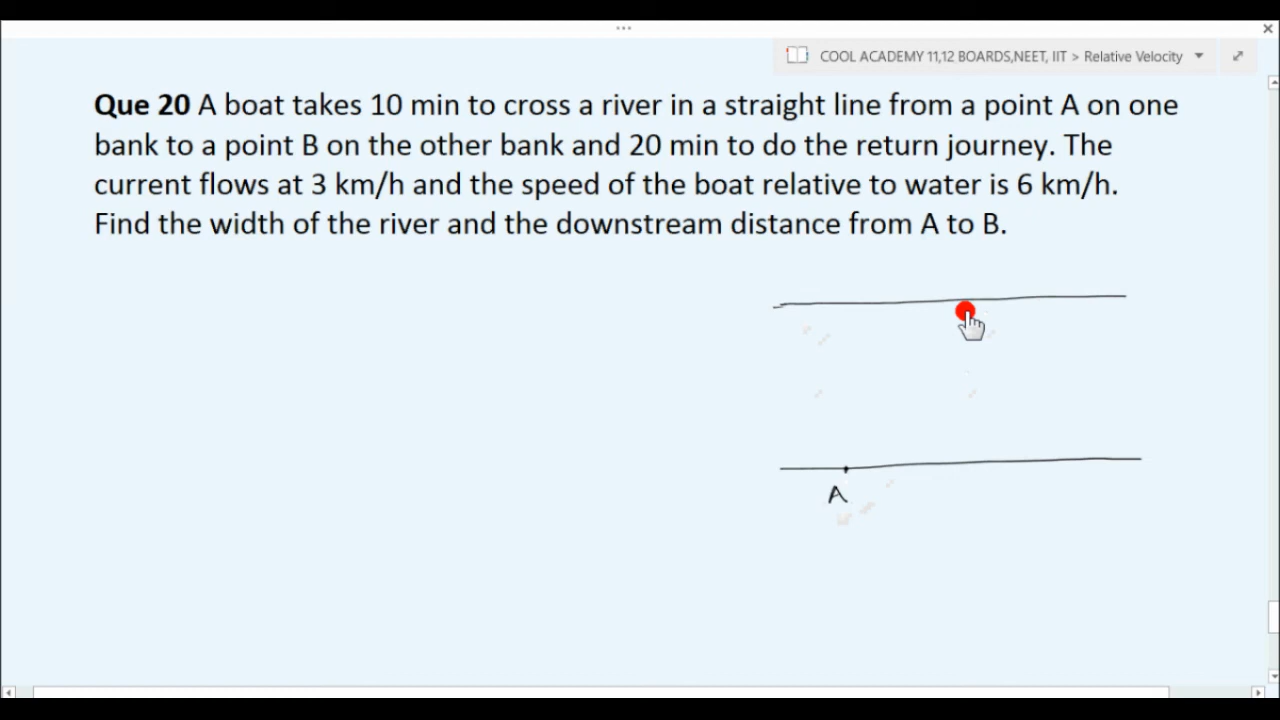 COOL ACADEMY 11,12 BOARDS,NEET, IIT > Relative Velocity
Que 20 A boat takes 10 min to cross a river in a straight line from a point A on one
bank to a point B on the other bank and 20 min to do the return journey. The
current flows at 3 km/h and the speed of the boat relative to water is 6 km/h.
Find the width of the river and the downstream distance from A to B.
A